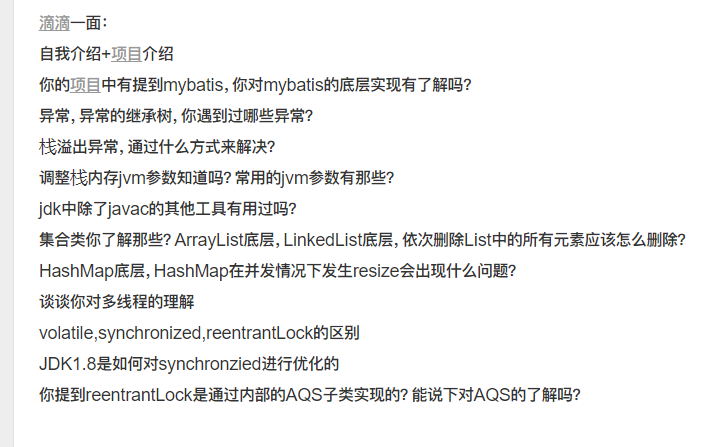 滴滴一面：
自我介绍+项目介绍
你的项目中有提到mybatis，你对mybatis的底层实现有了解吗？
异常，异常的继承树，你遇到过哪些异常？
栈溢出异常，通过什么方式来解决？
调整栈内存jvm参数知道吗？常用的jvm参数有那些？
jdk中除了javac的其他工具有用过吗？
集合类你了解那些？ArrayList底层，LinkedList底层，依次删除List中的所有元素应该怎么删除？
HashMap底层，HashMap在并发情况下发生resize会出现什么问题？
谈谈你对多线程的理解
volatile,synchronized,reentrantLock的区别
JDK1.8是如何对synchronzied进行优化的
你提到reentrantLock是通过内部的AQS子类实现的？能说下对AQS的了解吗？